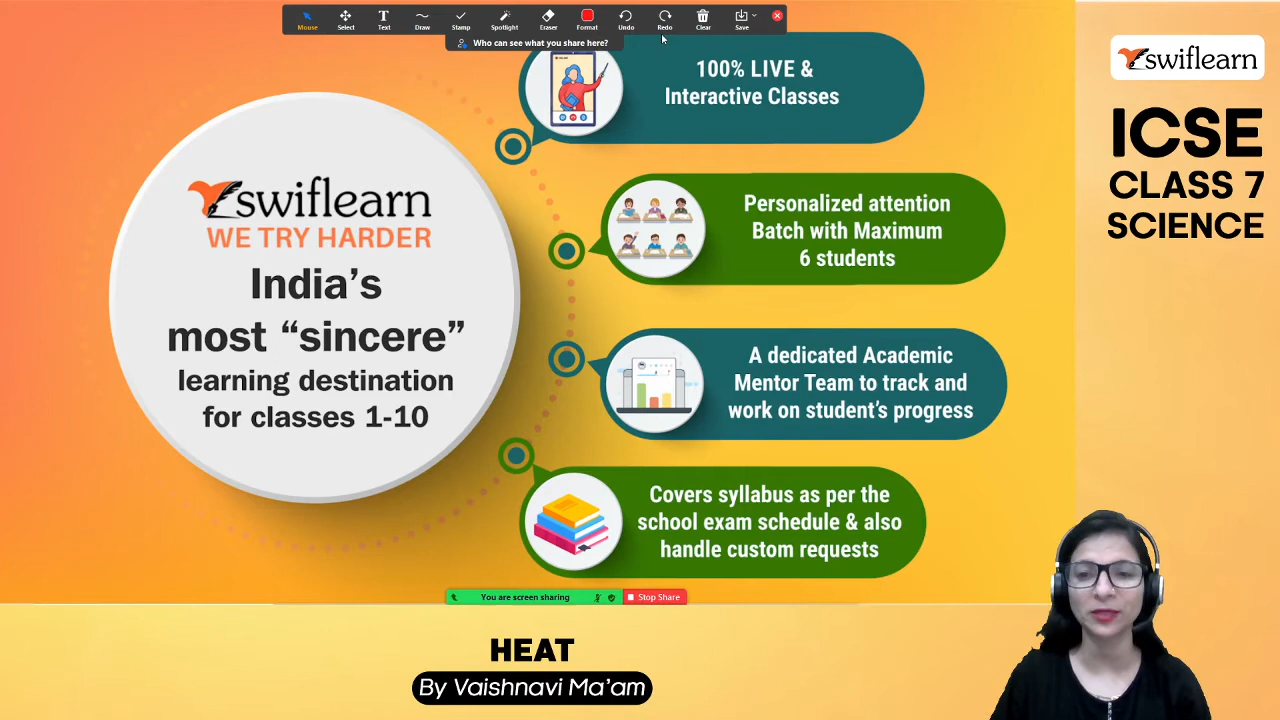 Mouse
Select
Text
Draw
Stamp
Spotlight
Eraser
Format
Undo
Redo
Clear
Save
Who can see what you share here?
swiflearn
WE TRY HARDER
India's
most “sincere”
learning destination
for classes 1-10
100% LIVE &
Interactive Classes
Personalized attention
Batch with Maximum
6 students
A dedicated Academic
Mentor Team to track and
work on student's progress
Covers syllabus as per the
school exam schedule & also
handle custom requests
You are screen sharing
Stop Share
swiflearn
ICSE
CLASS 7
SCIENCE
HEAT
By Vaishnavi Ma'am